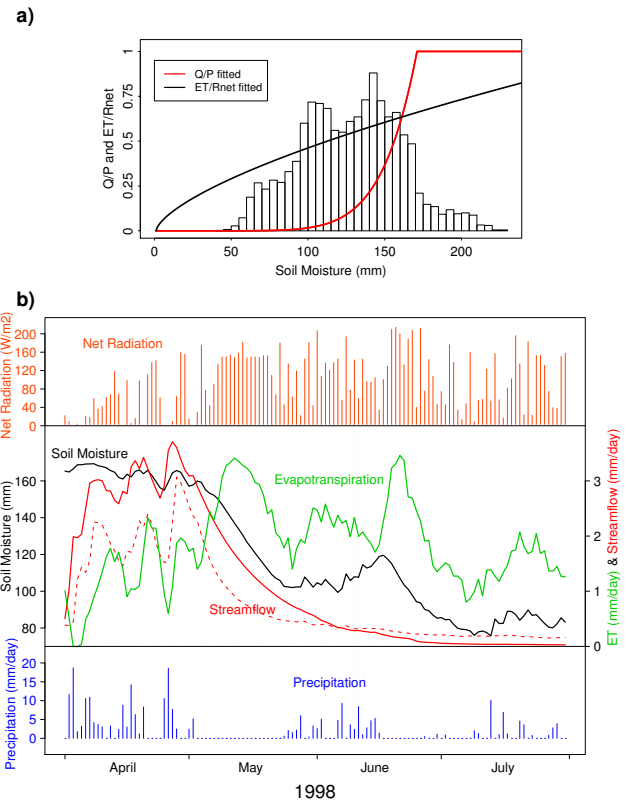 a)
Q/P and ET/Rnet
1
0.75
0.5
0.25
0
Q/P fitted
ET/Rnet fitted
0 50 100 150 200
Soil Moisture (mm)
b)
Net Radiation (W/m2)
200
160
120
80
40
0
Net Radiation
Soil Moisture (mm)
160
140
120
100
80
Soil Moisture
Evapotranspiration
Streamflow
3
2
1
0
ET (mm/day) & Streamflow (mm/day)
Precipitation (mm/day)
20
15
10
5
0
Precipitation
April May June July
1998